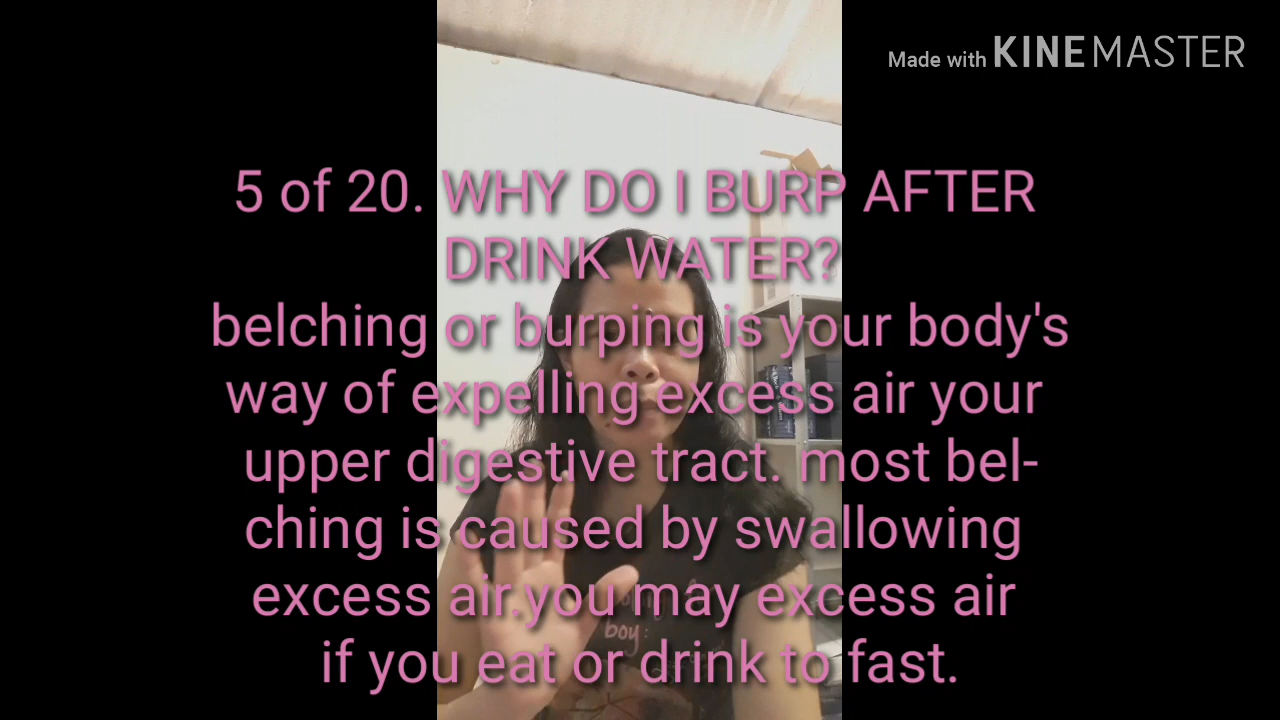 Made with KINEMASTER
5 of 20. WHY DO I BURP AFTER
DRINK WATER?
belching or burping is your body's
way of expelling excess air your
upper digestive tract. most bel-
ching is caused by swallowing
excess air.you may excess air
if you eat or drink to fast.
boy: